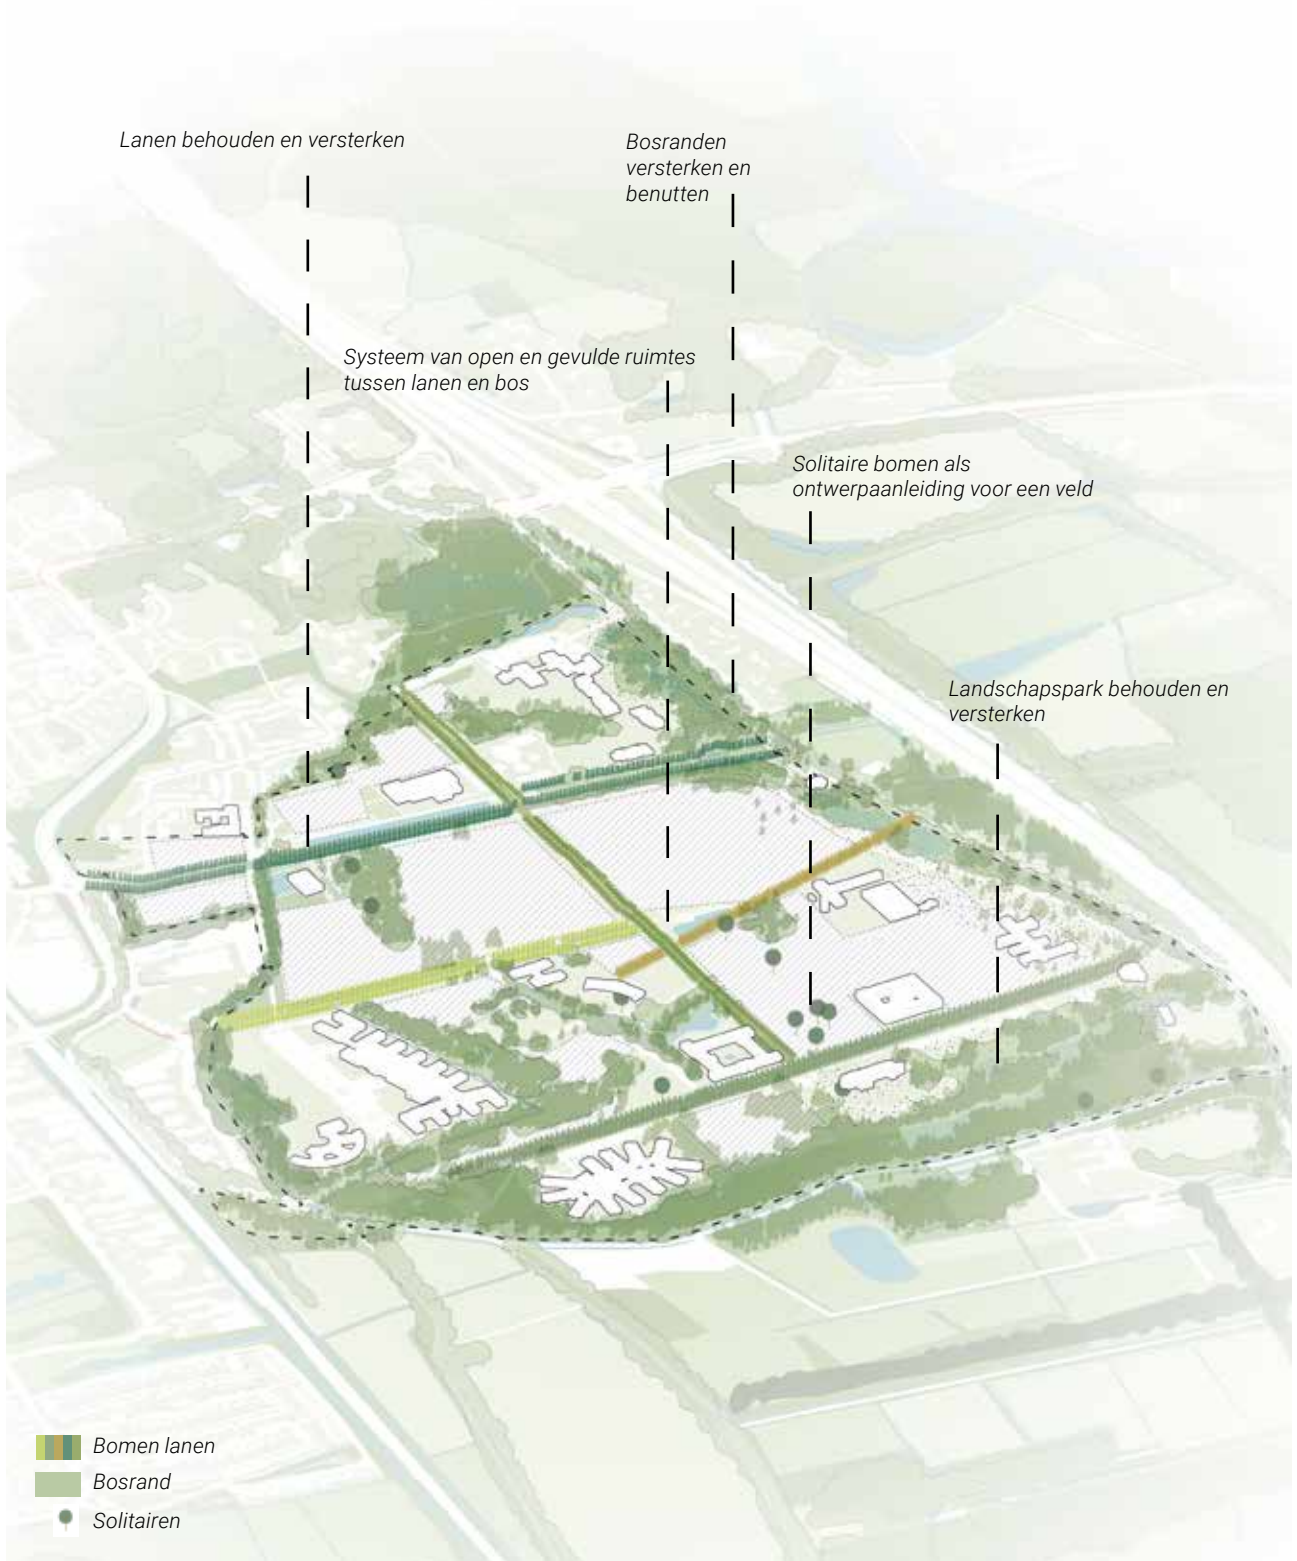 Lanen behouden en versterken
Bosranden
versterken en
benutten
Systeem van open en gevulde ruimtes
tussen lanen en bos
Solitaire bomen als
ontwerpaanleiding voor een veld
Landschapspark behouden en
versterken
Bomen lanen
Bosrand
Solitairen